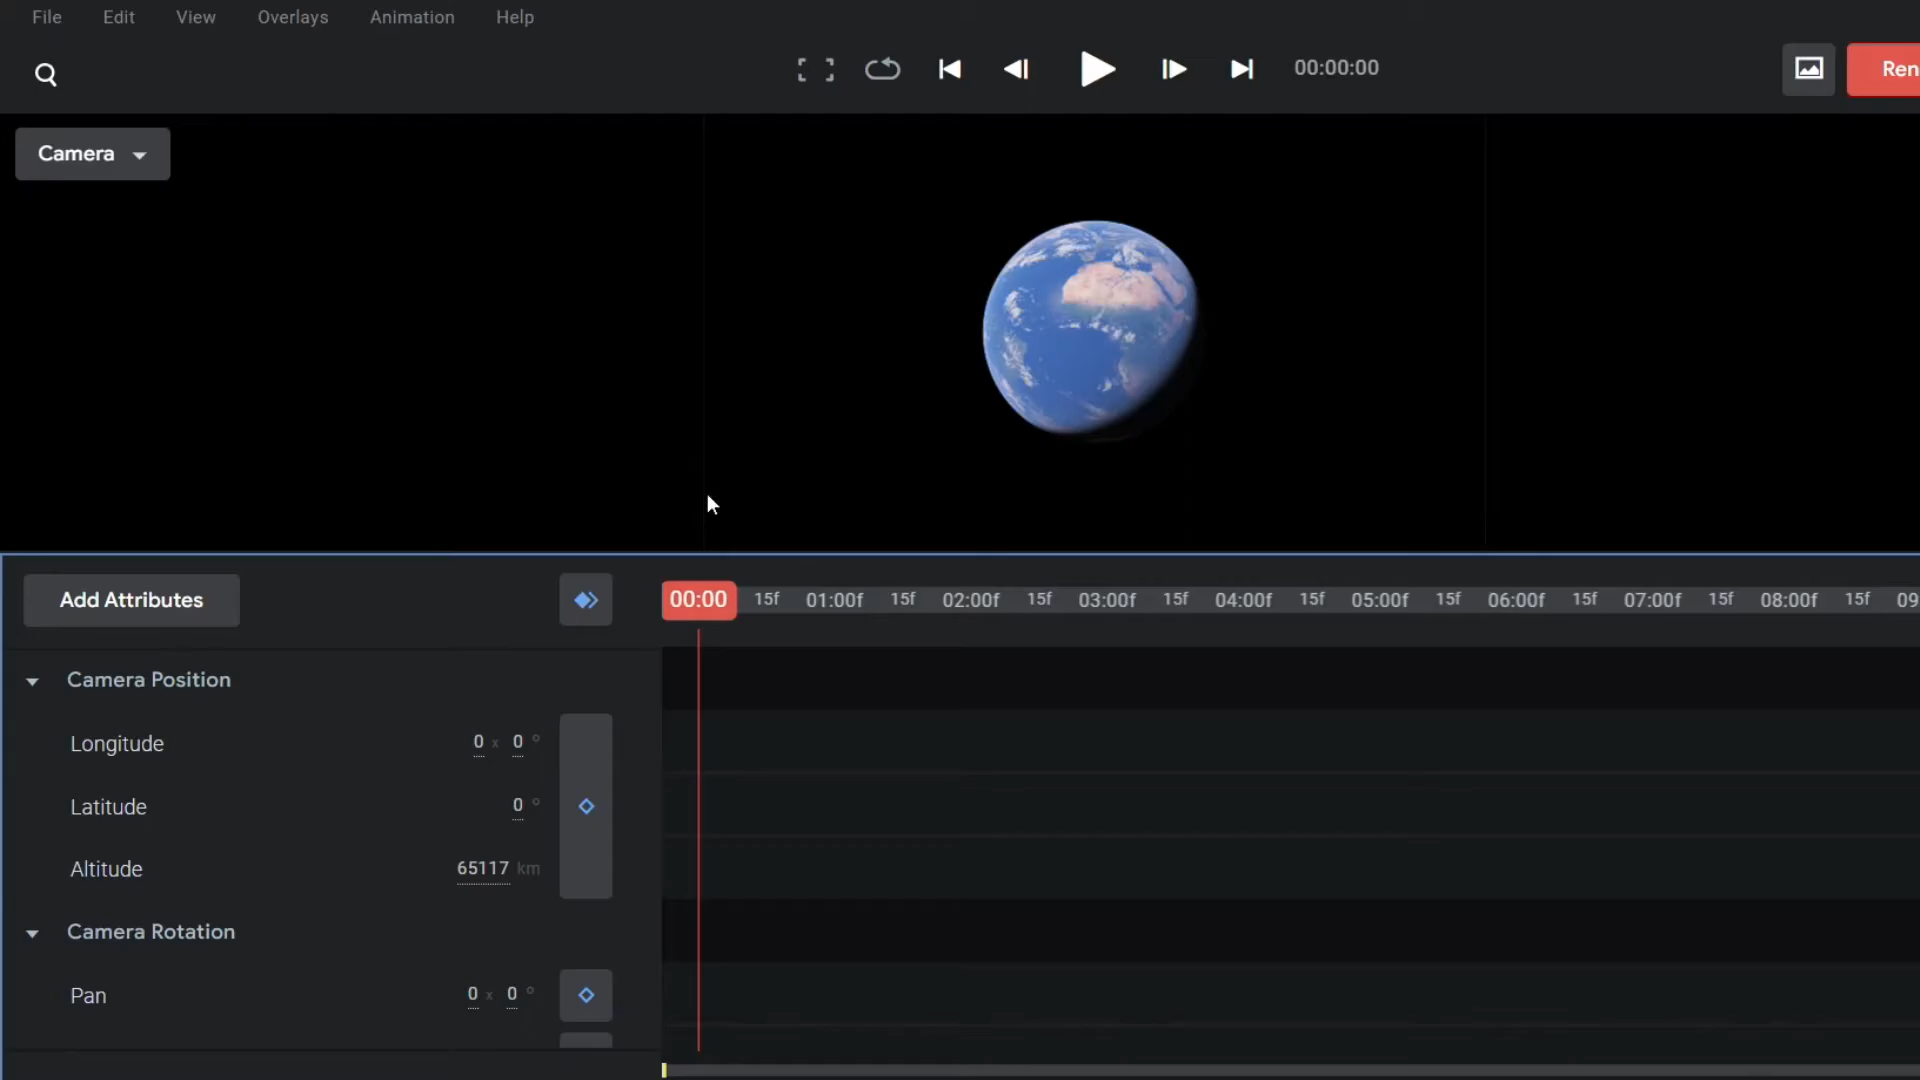 File Edit View Overlays Animation Help
00:00:00
Ren
Camera
Add Attributes
00:00 15f 01:00f 15f 02:00f 15f 03:00f 15f 04:00f 15f 05:00f 15f 06:00f 15f 07:00f 15f 08:00f 15f 09
Camera Position
Longitude 0 x 0 °
Latitude 0 °
Altitude 65117 km
Camera Rotation
Pan 0 x 0 °